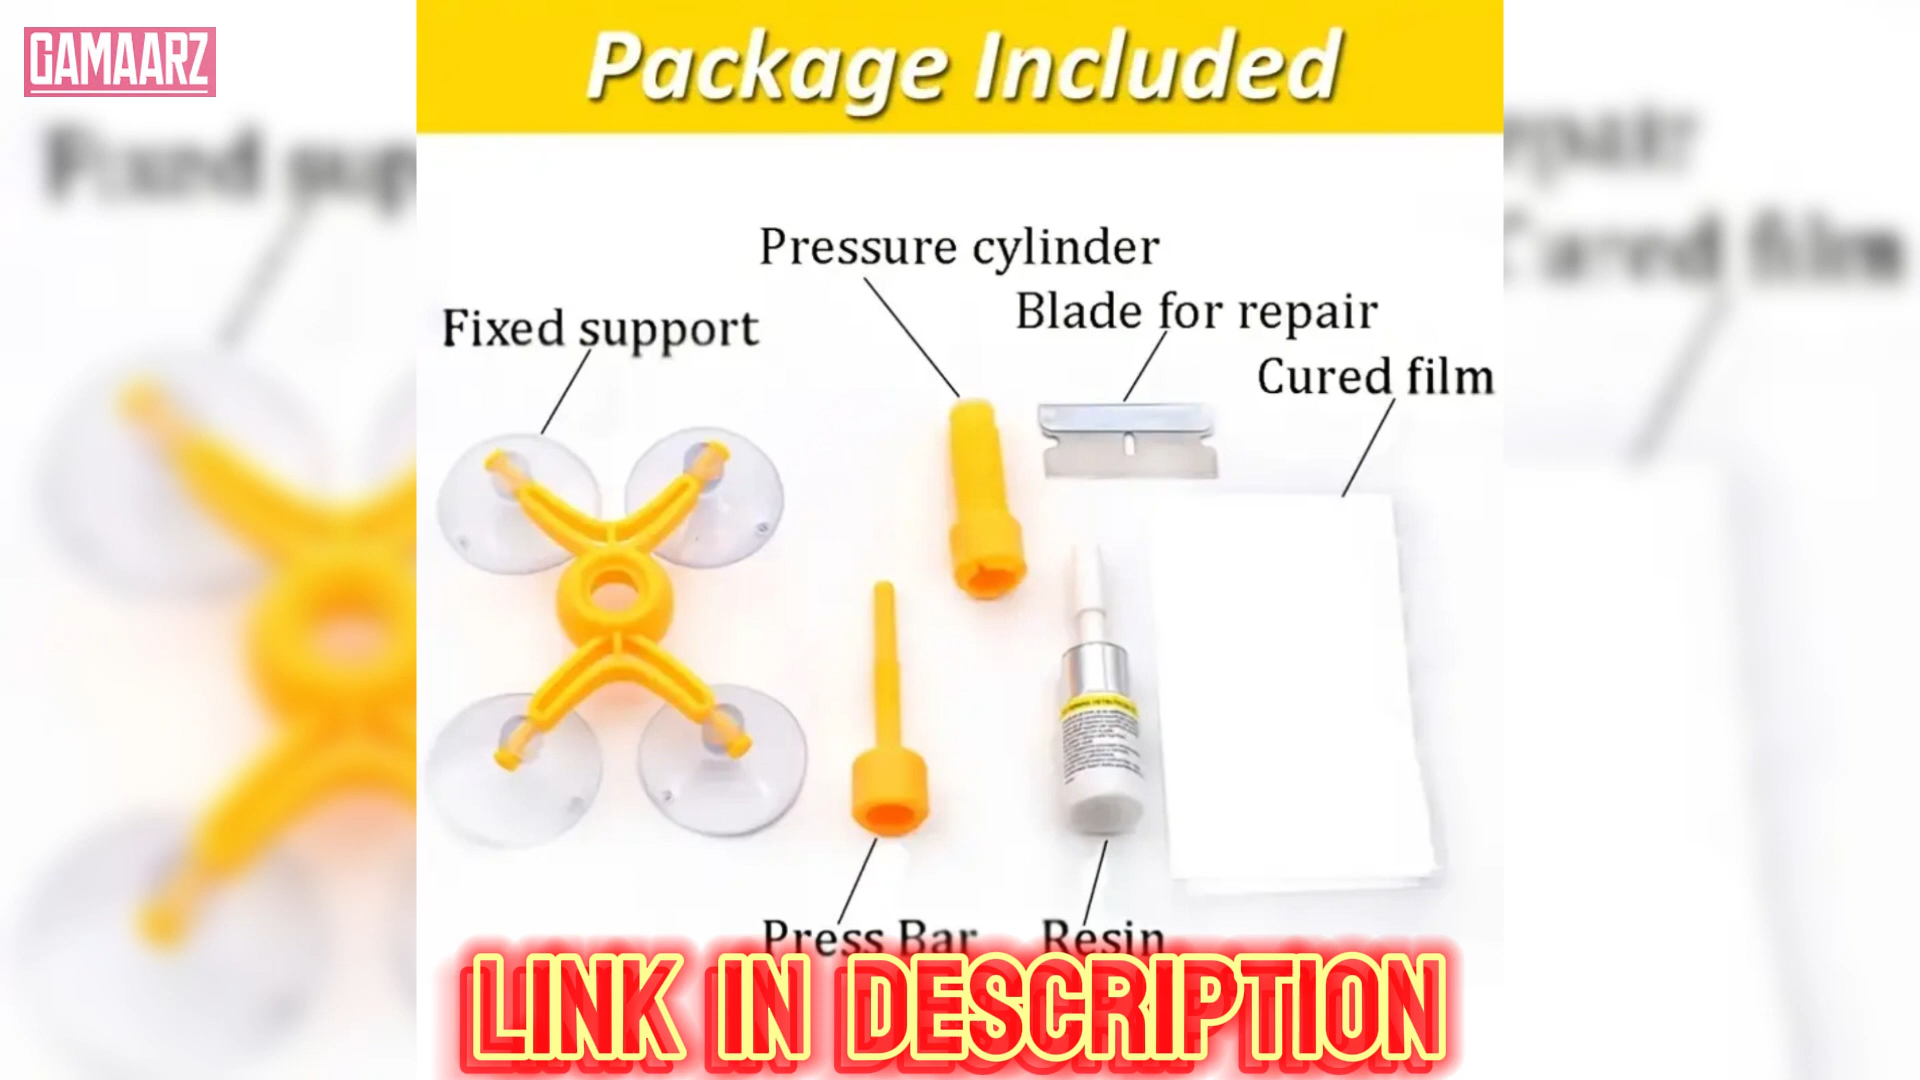 GAMAARZ
Package Included
Pressure cylinder
Blade for repair
Fixed support
Cured film
Press Bar
Resin
LINK IN DESCRIPTION